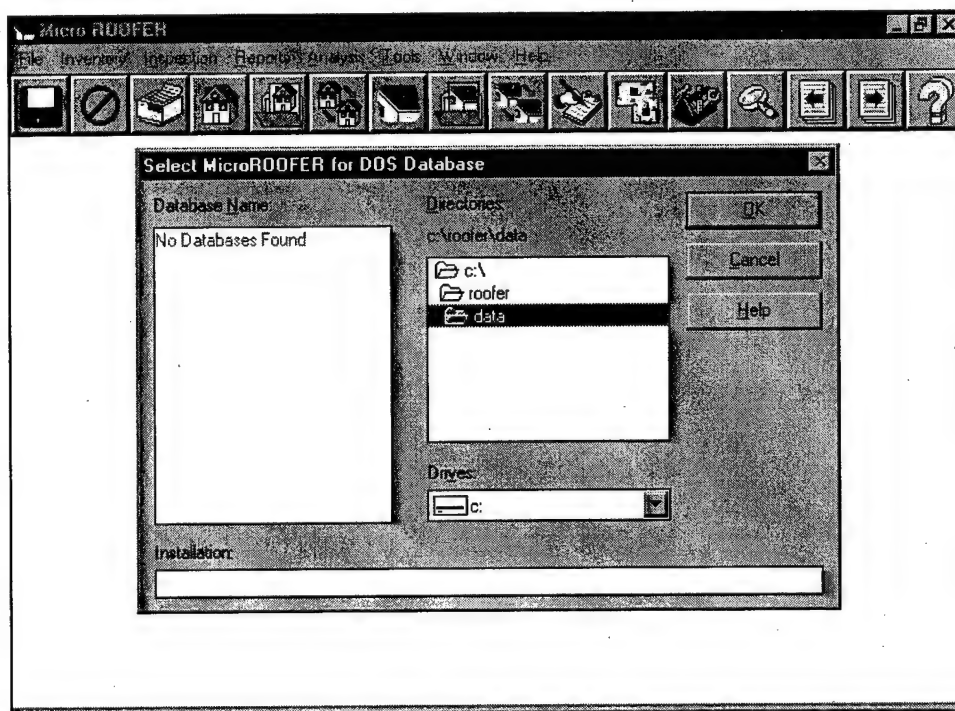 Micro ROOFER
File Inventory Inspection Reports Analysis Tools Window Help
Select MicroROOFER for DOS Database
Database Name:
No Databases Found
Directories:
c:\roofer\data
c:\
roofer
data
OK
Cancel
Help
Drives:
c:
Installation: